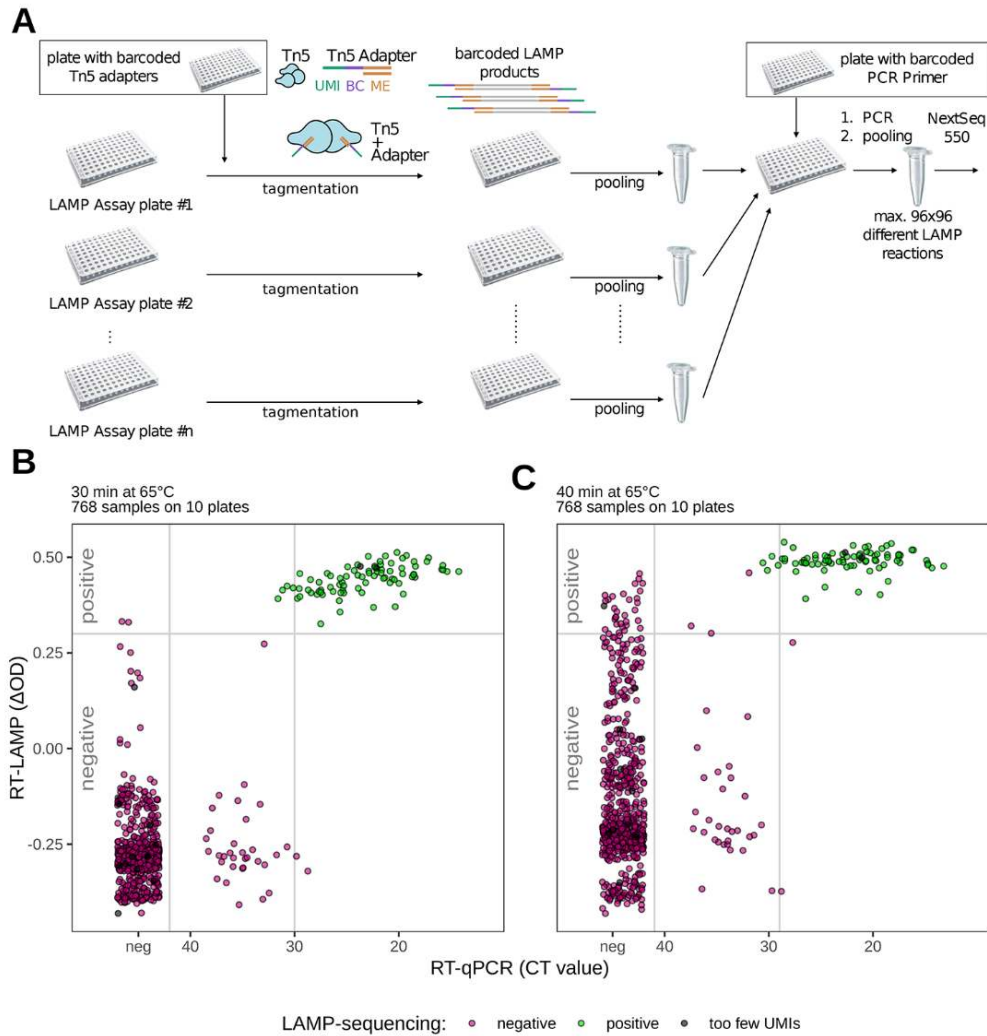 A
plate with barcoded
Tn5 adapters
Tn5
Tn5 Adapter
UMI BC ME
Tn5
+
Adapter
barcoded LAMP
products
plate with barcoded
PCR Primer
1. PCR
2. pooling
NextSeq
550
LAMP Assay plate #1
tagmentation
pooling
max. 96x96
different LAMP
reactions
LAMP Assay plate #2
tagmentation
pooling
LAMP Assay plate #n
tagmentation
pooling
B
30 min at 65°C
768 samples on 10 plates
C
40 min at 65°C
768 samples on 10 plates
RT-LAMP (ΔOD)
0.50
0.25
0.00
-0.25
positive
negative
positive
negative
neg 40 30 20
neg 40 30 20
RT-qPCR (CT value)
LAMP-sequencing: negative positive too few UMIs